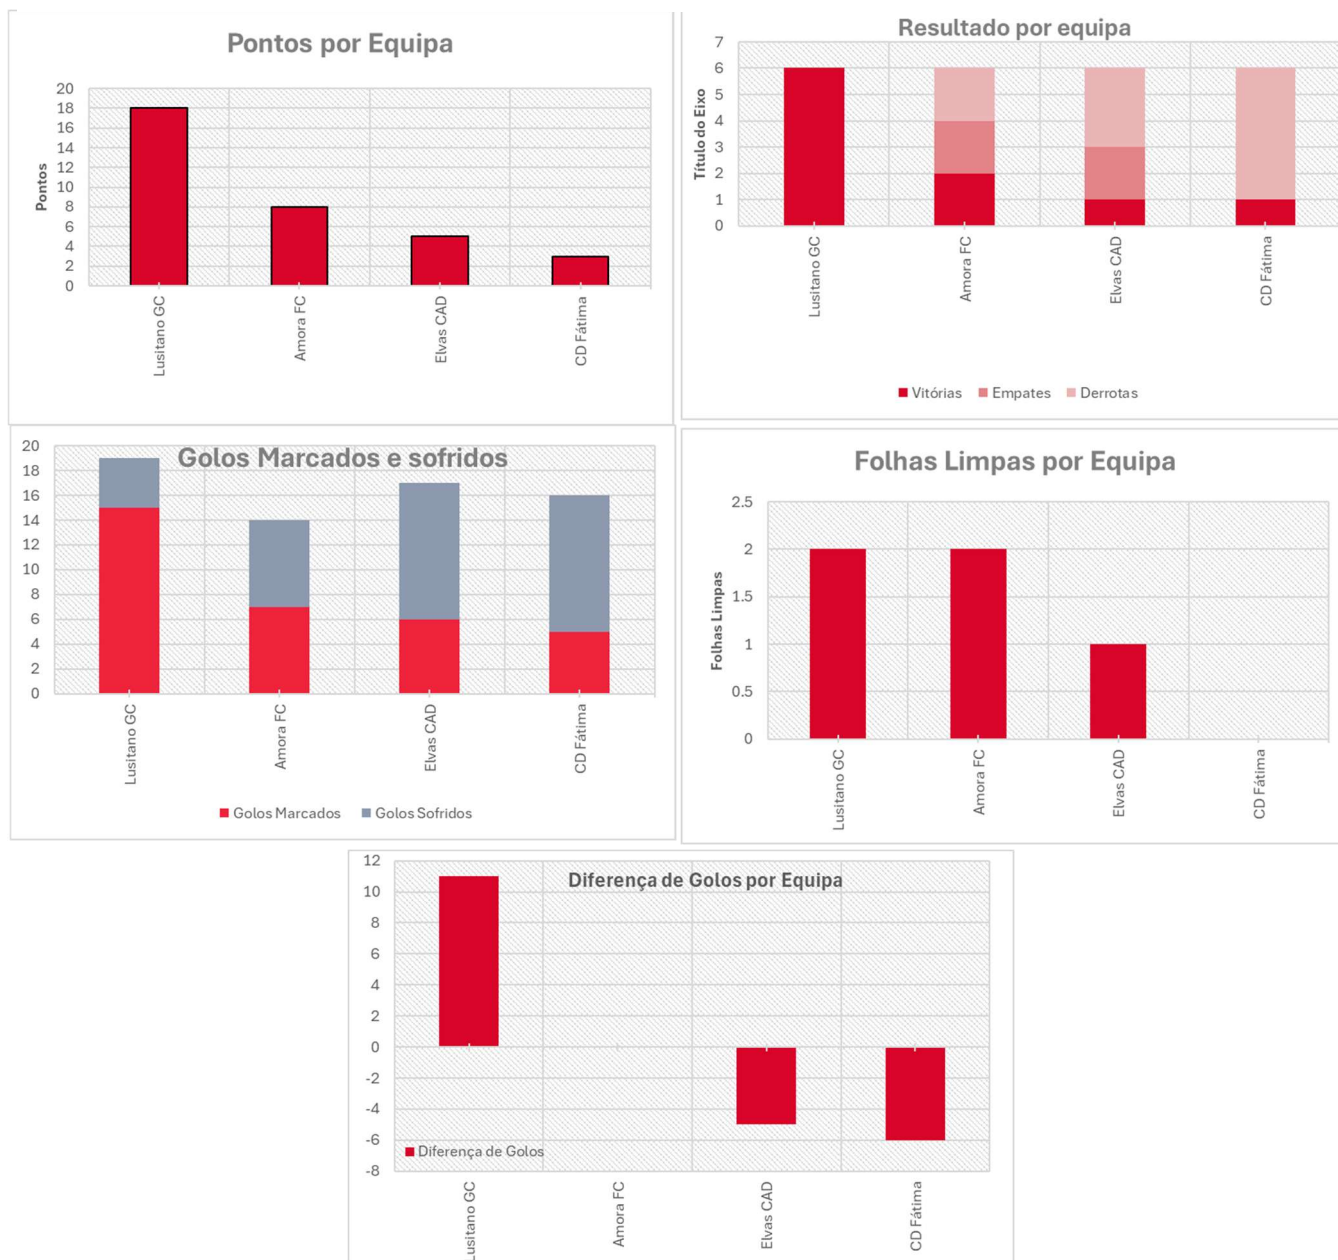 Pontos por Equipa
20
18
16
14
12
10
8
6
4
2
0
Pontos
Lusitano GC
Amora FC
Elvas CAD
CD Fátima
Resultado por equipa
7
6
5
4
3
2
1
0
Título do Eixo
Lusitano GC
Amora FC
Elvas CAD
CD Fátima
Vitórias Empates Derrotas
Golos Marcados e sofridos
20
18
16
14
12
10
8
6
4
2
0
Lusitano GC
Amora FC
Elvas CAD
CD Fátima
Golos Marcados Golos Sofridos
Folhas Limpas por Equipa
2.5
2
1.5
1
0.5
0
Folhas Limpas
Lusitano GC
Amora FC
Elvas CAD
CD Fátima
Diferença de Golos por Equipa
12
10
8
6
4
2
0
-2
-4
-6
-8
Diferença de Golos
Lusitano GC
Amora FC
Elvas CAD
CD Fátima